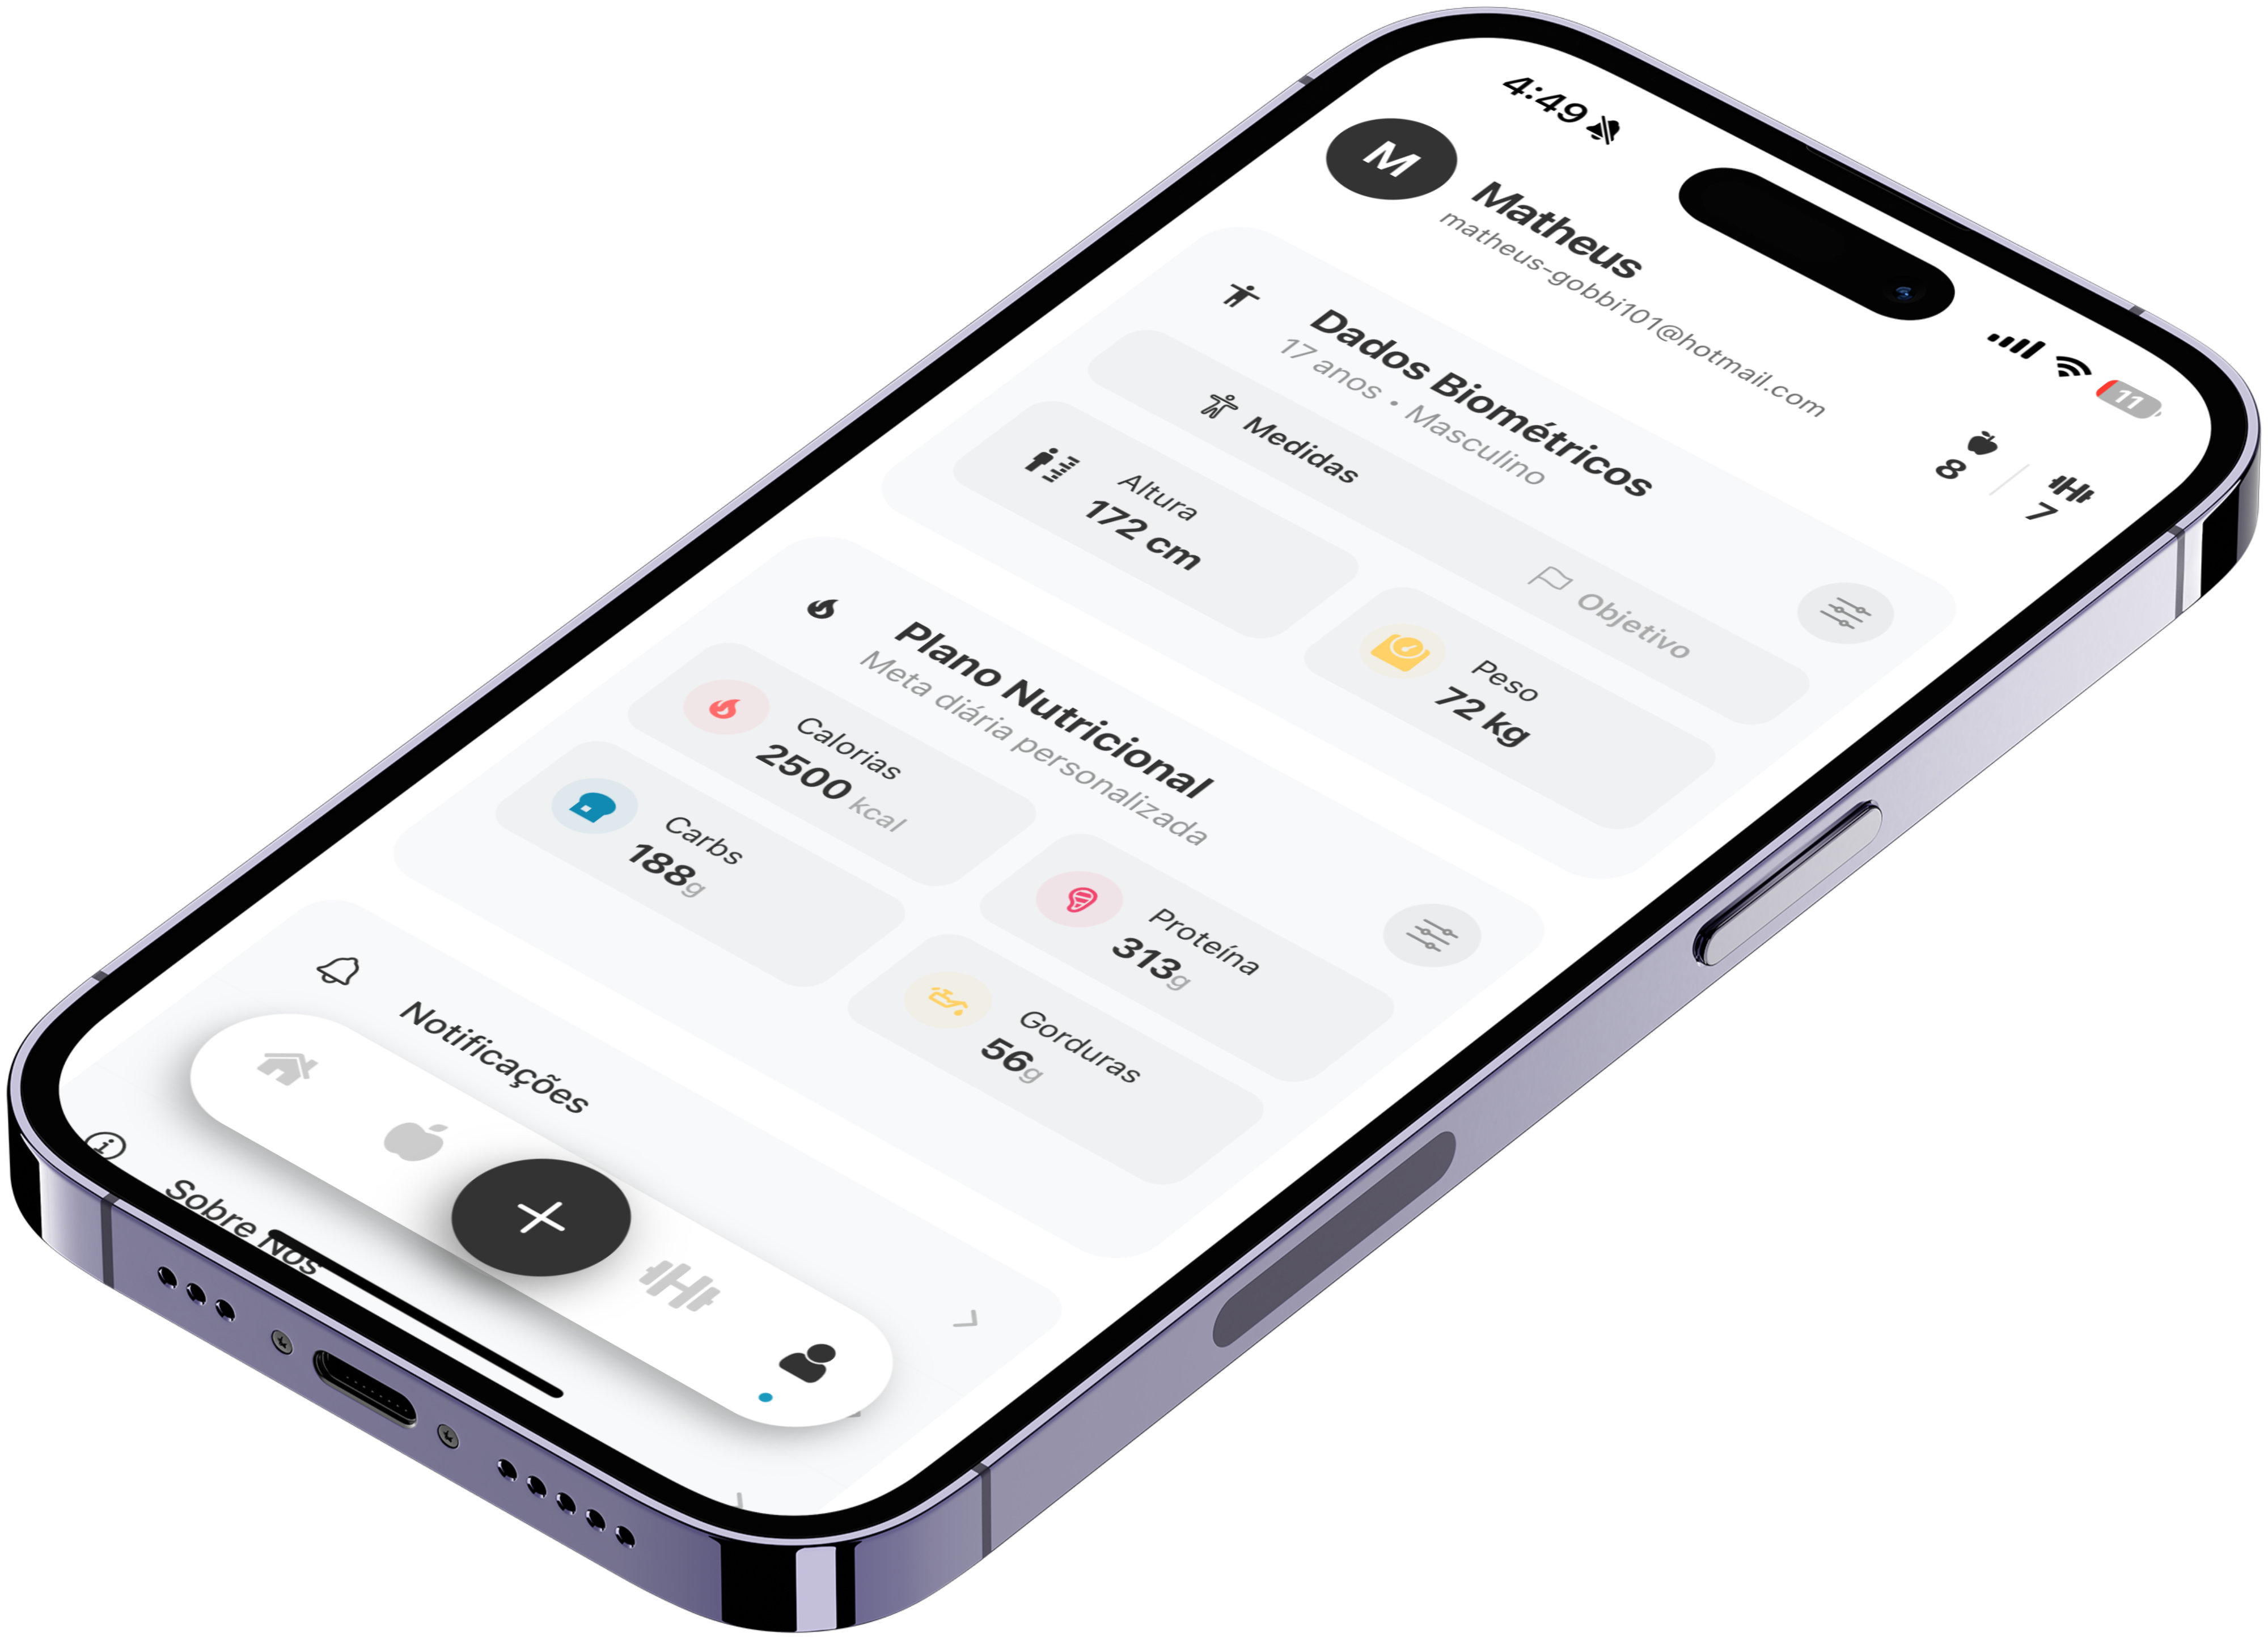 4:49
11
M
Matheus
matheus-gobbi101@hotmail.com
8
7
Dados Biométricos
17 anos • Masculino
Medidas
Objetivo
Altura
172 cm
Peso
72 kg
Plano Nutricional
Meta diária personalizada
Calorias
2500 kcal
Proteína
313g
Carbs
188g
Gorduras
56g
Notificações
Sobre Nós